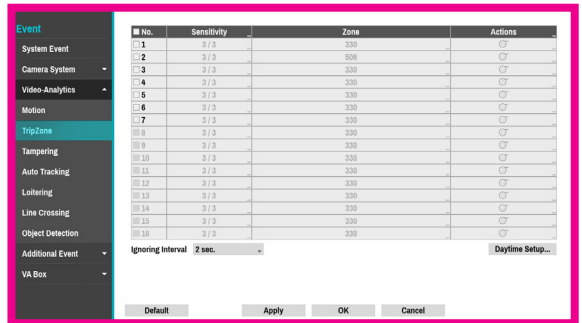 Event
System Event
Camera System
Video-Analytics
Motion
TripZone
Tampering
Auto Tracking
Loitering
Line Crossing
Object Detection
Additional Event
VA Box
No. Sensitivity Zone Actions
1 3 / 3 330
2 3 / 3 506
3 3 / 3 330
4 3 / 3 330
5 3 / 3 330
6 3 / 3 330
7 3 / 3 330
8 3 / 3 330
9 3 / 3 330
10 3 / 3 330
11 3 / 3 330
12 3 / 3 330
13 3 / 3 330
14 3 / 3 330
15 3 / 3 330
16 3 / 3 330
Ignoring Interval 2 sec. Daytime Setup...
Default Apply OK Cancel